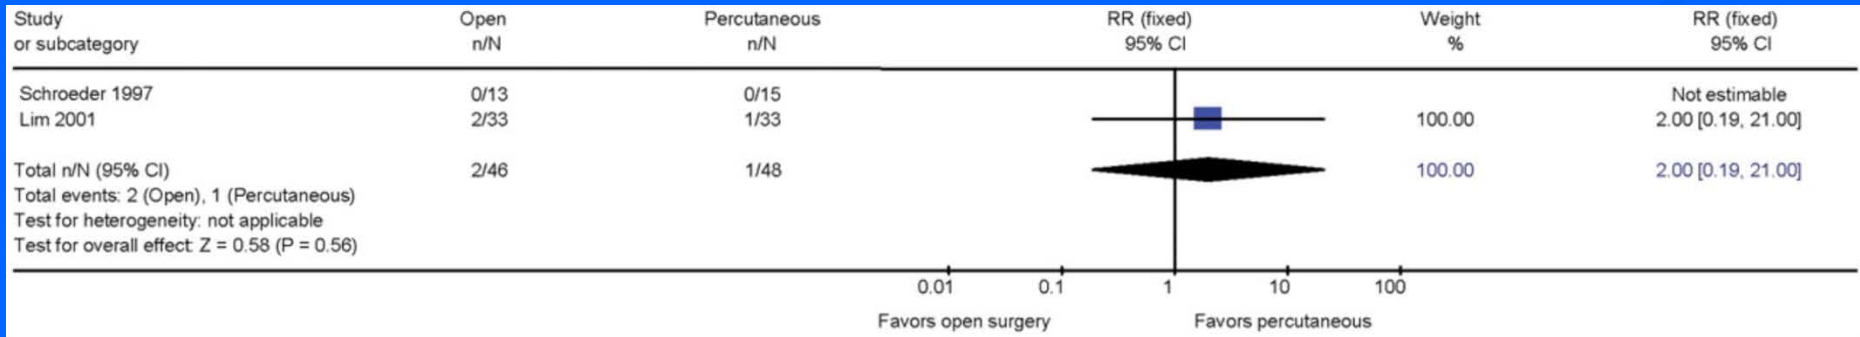 Study Open Percutaneous RR (fixed) Weight RR (fixed)
or subcategory n/N n/N 95% CI % 95% CI
Schroeder 1997 0/13 0/15 Not estimable
Lim 2001 2/33 1/33 100.00 2.00 [0.19, 21.00]
Total n/N (95% CI) 2/46 1/48 100.00 2.00 [0.19, 21.00]
Total events: 2 (Open), 1 (Percutaneous)
Test for heterogeneity: not applicable
Test for overall effect: Z = 0.58 (P = 0.56)
0.01 0.1 1 10 100
Favors open surgery Favors percutaneous